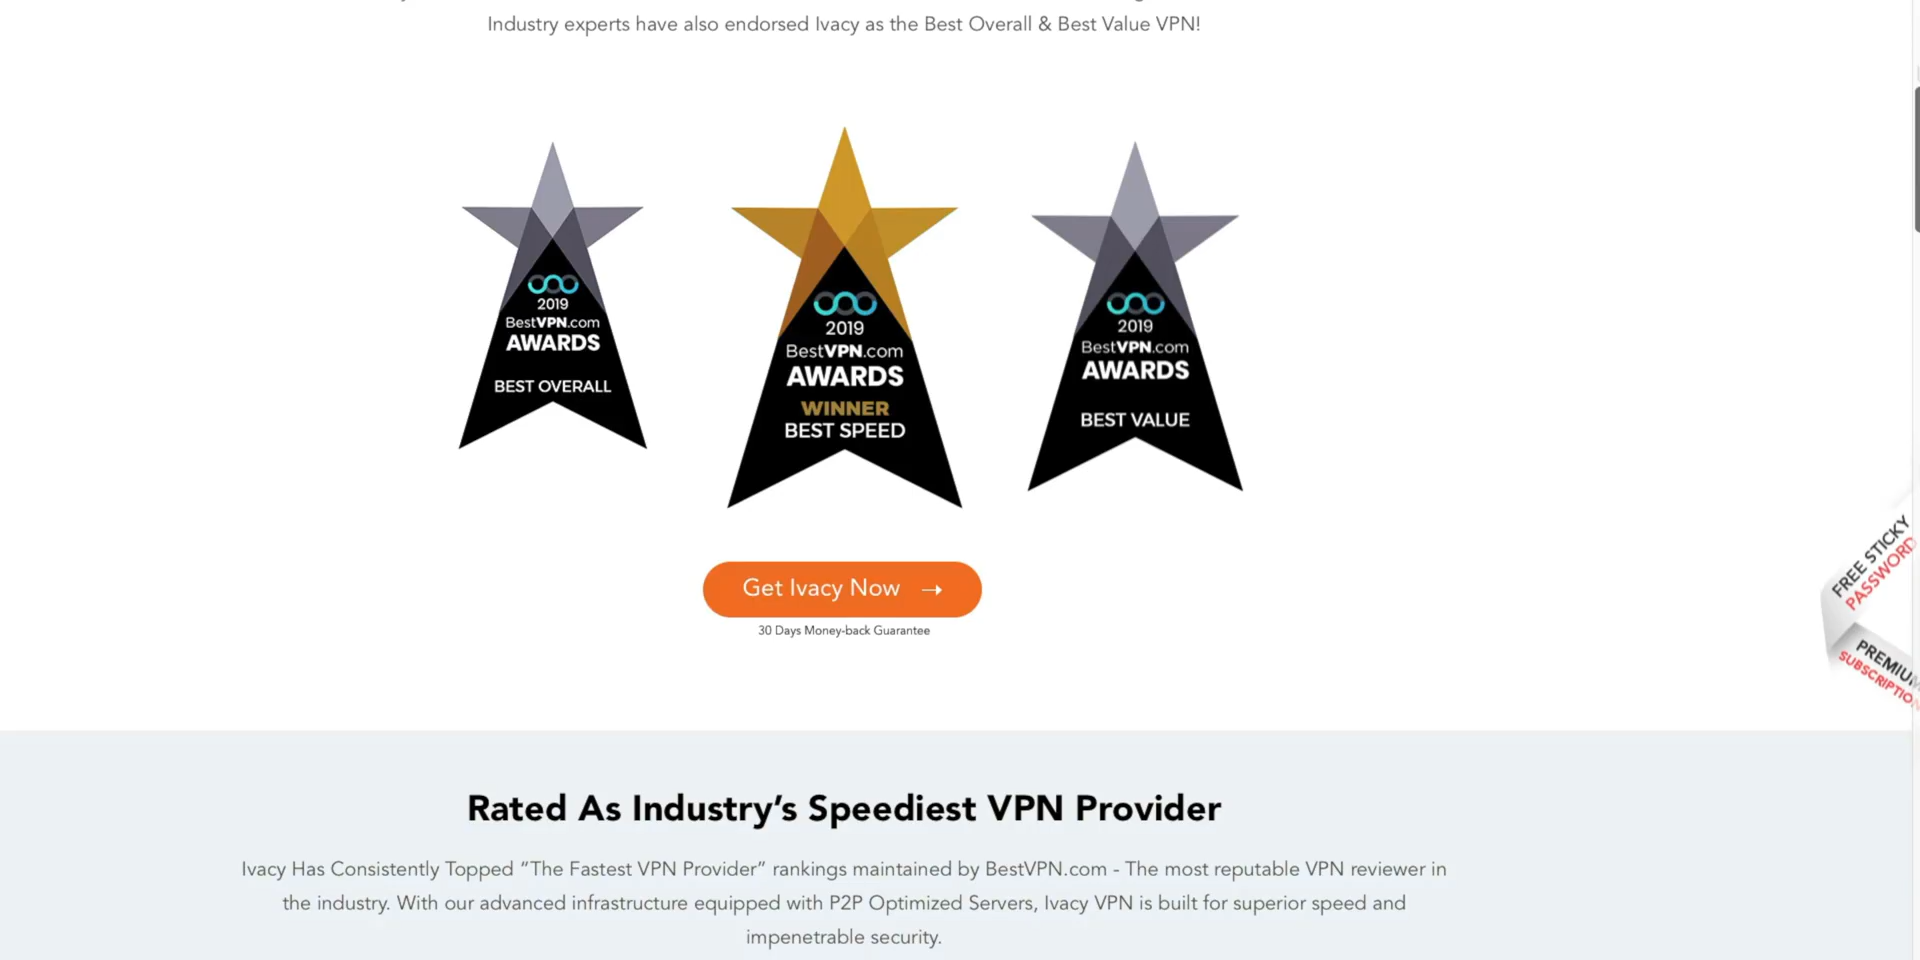 Industry experts have also endorsed Ivacy as the Best Overall & Best Value VPN!
2019
BestVPN.com
AWARDS
BEST OVERALL
2019
BestVPN.com
AWARDS
WINNER
BEST SPEED
2019
BestVPN.com
AWARDS
BEST VALUE
Get Ivacy Now →
30 Days Money-back Guarantee
FREE STICKY
PASSWORD
PREMIUM
SUBSCRIPTION
Rated As Industry’s Speediest VPN Provider
Ivacy Has Consistently Topped “The Fastest VPN Provider” rankings maintained by BestVPN.com - The most reputable VPN reviewer in
the industry. With our advanced infrastructure equipped with P2P Optimized Servers, Ivacy VPN is built for superior speed and
impenetrable security.